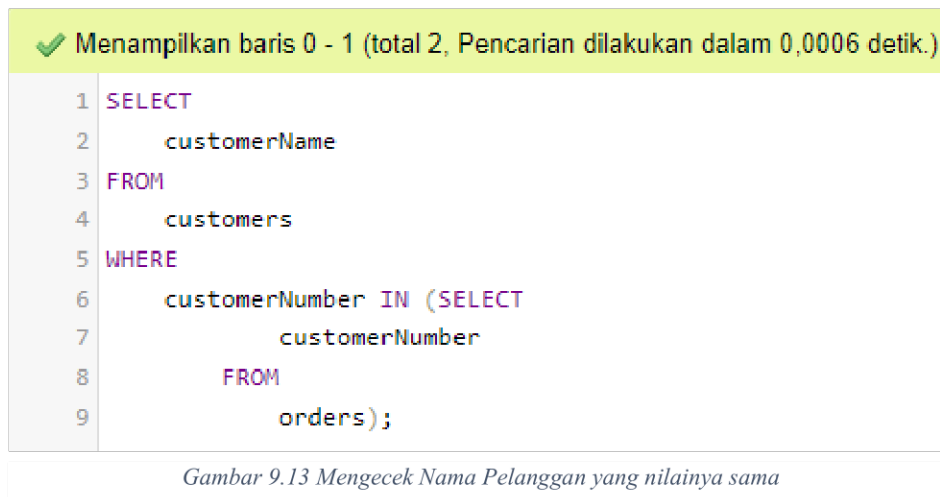 Menampilkan baris 0 - 1 (total 2, Pencarian dilakukan dalam 0,0006 detik.)
1 SELECT
2     customerName
3 FROM
4     customers
5 WHERE
6     customerNumber IN (SELECT
7             customerNumber
8         FROM
9             orders);
Gambar 9.13 Mengecek Nama Pelanggan yang nilainya sama